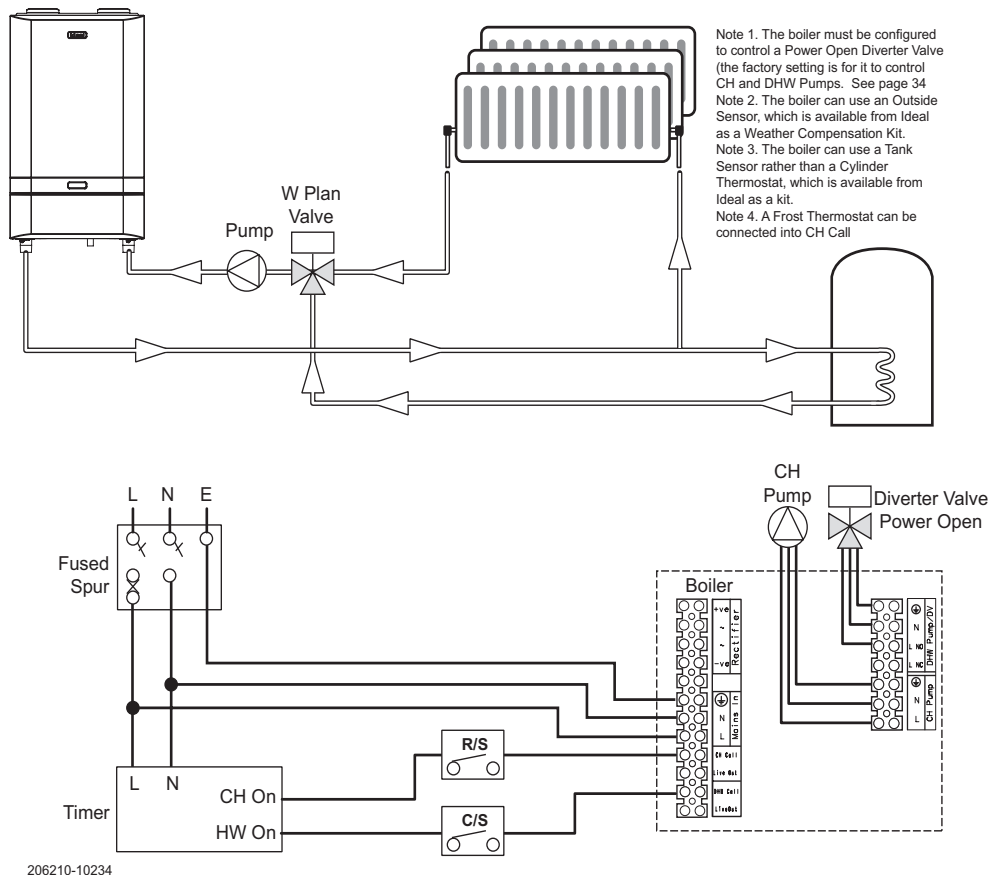 Note 1. The boiler must be configured
to control a Power Open Diverter Valve
(the factory setting is for it to control
CH and DHW Pumps. See page 34
Note 2. The boiler can use an Outside
Sensor, which is available from Ideal
as a Weather Compensation Kit.
Note 3. The boiler can use a Tank
Sensor rather than a Cylinder
Thermostat, which is available from
Ideal as a kit.
Note 4. A Frost Thermostat can be
connected into CH Call
W Plan
Valve
Pump
L N E
Fused
Spur
CH
Pump
Diverter Valve
Power Open
Boiler
+ve
~
~
-ve
Rectifier
N
L
Mains In
CH Call
Live Out
DHW Call
LiveOut
N
L NO
L NC
DHW Pump/DV
N
L
CH Pump
R/S
C/S
L N
Timer
CH On
HW On
206210-10234